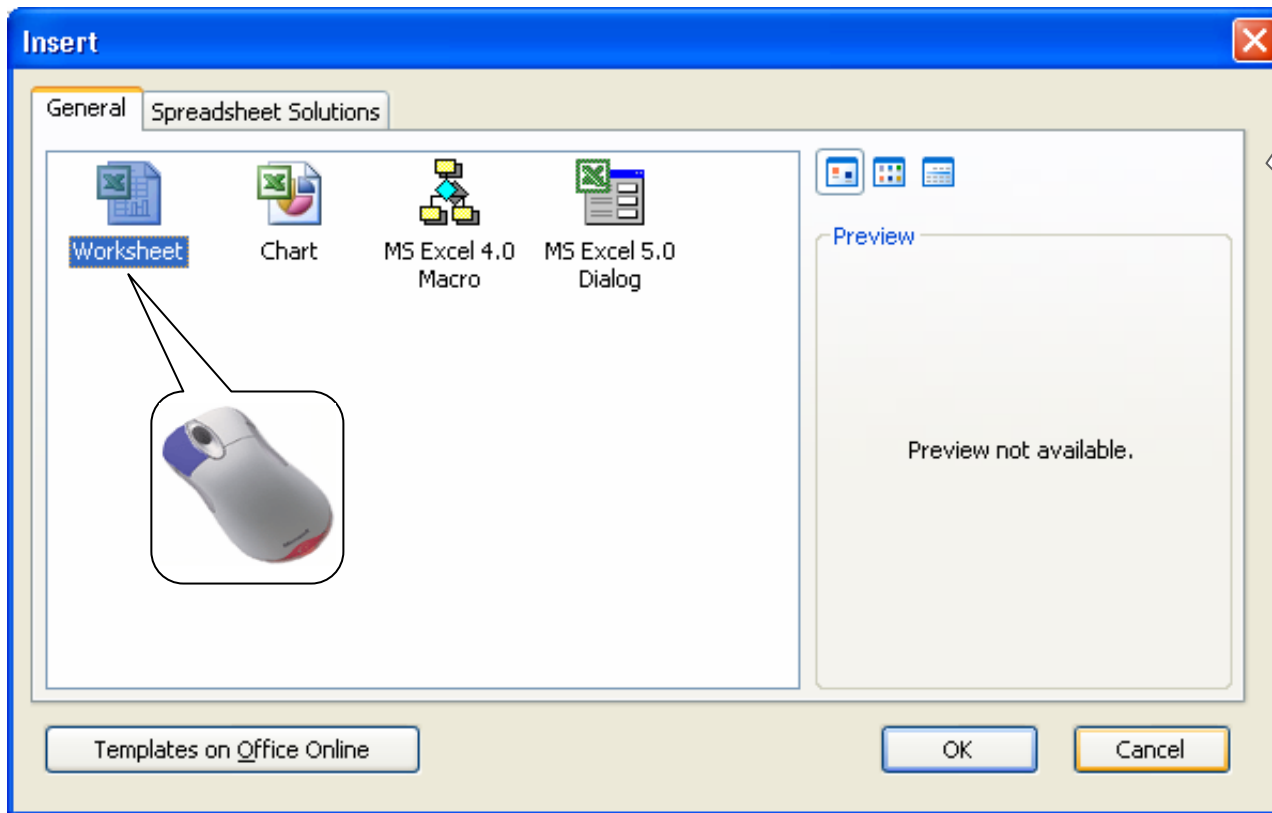 Insert
General
Spreadsheet Solutions
Worksheet
Chart
MS Excel 4.0
Macro
MS Excel 5.0
Dialog
Preview
Preview not available.
Templates on Office Online
OK
Cancel